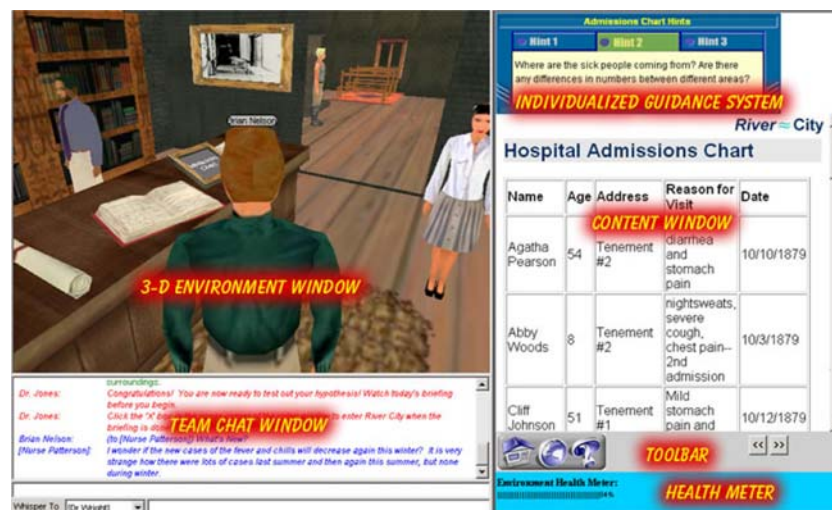 Brian Nelson
3-D ENVIRONMENT WINDOW
surroundings.
Dr. Jones: Congratulations! You are now ready to test out your hypothesis! Watch today's briefing
before you begin.
Dr. Jones: Click the "X" to enter River City when the
briefing is
TEAM CHAT WINDOW
Brian Nelson: (to [Nurse Patterson]) What's New?
[Nurse Patterson]: I wonder if the new cases of the fever and chills will decrease again this winter? It is very
strange how there were lots of cases last summer and then again this summer, but none
during winter.
Whisper To [Dr Wright]
Admissions Chart Hints
Hint 1 Hint 2 Hint 3
Where are the sick people coming from? Are there
any differences in numbers between different areas?
INDIVIDUALIZED GUIDANCE SYSTEM
River City
Hospital Admissions Chart
Name Age Address Reason for
Visit Date
CONTENT WINDOW
Agatha
Pearson 54 Tenement
#2 diarrhea
and
stomach
pain 10/10/1879
Abby
Woods 8 Tenement
#2 nightsweats,
severe
cough,
chest pain--
2nd
admission 10/3/1879
Cliff
Johnson 51 Tenement
#1 Mild
stomach
pain and 10/12/1879
<< >>
TOOLBAR
Environment Health Meter:
HEALTH METER